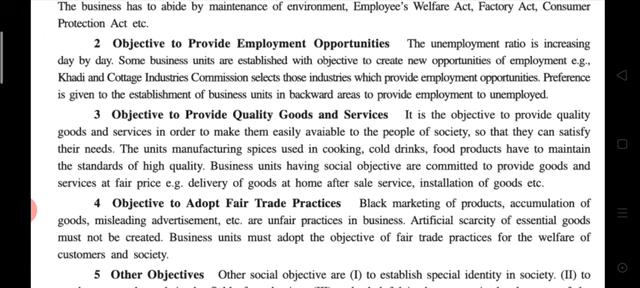 The business has to abide by maintenance of environment, Employee's Welfare Act, Factory Act, Consumer
Protection Act etc.
2 Objective to Provide Employment Opportunities The unemployment ratio is increasing
day by day. Some business units are established with objective to create new opportunities of employment e.g.,
Khadi and Cottage Industries Commission selects those industries which provide employment opportunities. Preference
is given to the establishment of business units in backward areas to provide employment to unemployed.
3 Objective to Provide Quality Goods and Services It is the objective to provide quality
goods and services in order to make them easily avaiable to the people of society, so that they can satisfy
their needs. The units manufacturing spices used in cooking, cold drinks, food products have to maintain
the standards of high quality. Business units having social objective are committed to provide goods and
services at fair price e.g. delivery of goods at home after sale service, installation of goods etc.
4 Objective to Adopt Fair Trade Practices Black marketing of products, accumulation of
goods, misleading advertisement, etc. are unfair practices in business. Artificial scarcity of essential goods
must not be created. Business units must adopt the objective of fair trade practices for the welfare of
customers and society.
5 Other Objectives Other social objective are (I) to establish special identity in society. (II) to